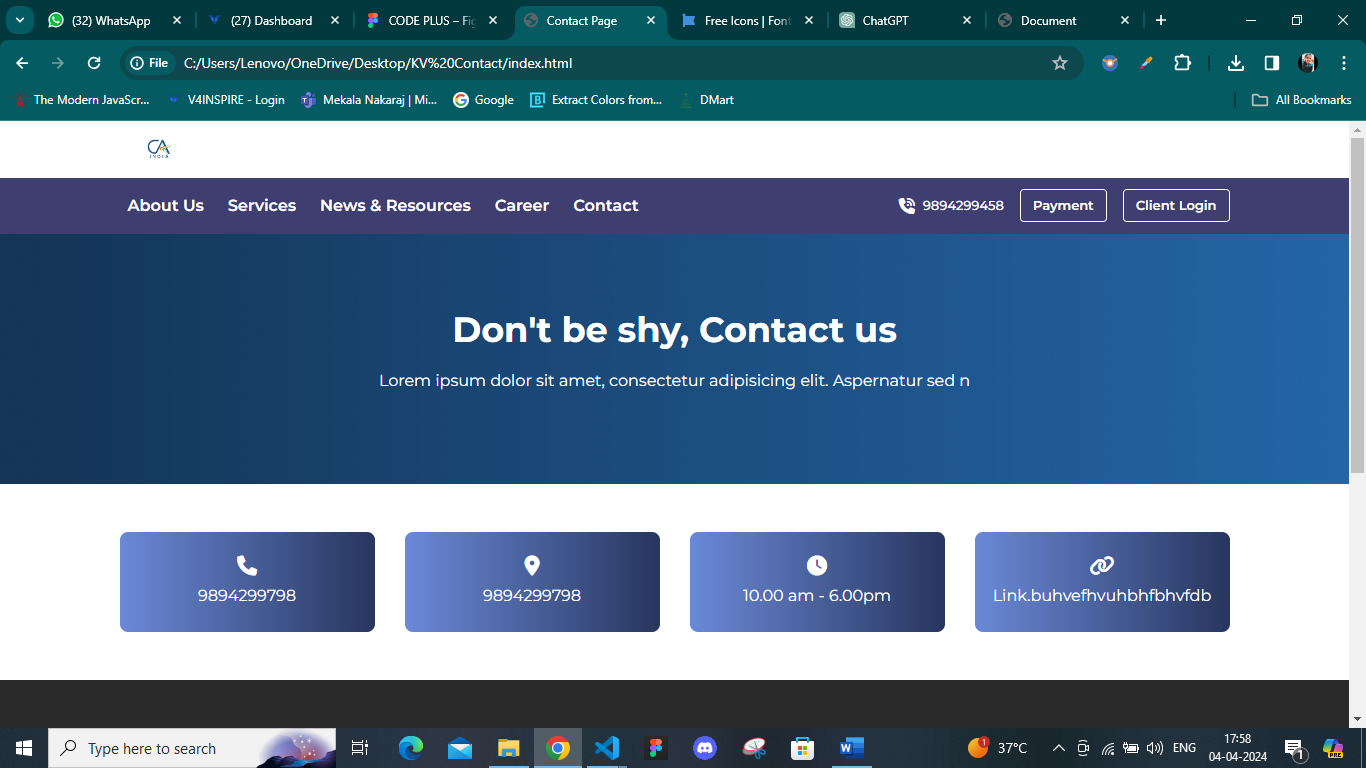 (32) WhatsApp
(27) Dashboard
CODE PLUS – Fig
Contact Page
Free Icons | Font
ChatGPT
Document
File C:/Users/Lenovo/OneDrive/Desktop/KV%20Contact/index.html
The Modern JavaScr...
V4INSPIRE - Login
Mekala Nakaraj | Mi...
Google
Extract Colors from...
DMart
All Bookmarks
CA
INDIA
About Us Services News & Resources Career Contact
9894299458
Payment
Client Login
Don't be shy, Contact us
Lorem ipsum dolor sit amet, consectetur adipisicing elit. Aspernatur sed n
9894299798
9894299798
10.00 am - 6.00pm
Link.buhvefhvuhbhfbhvfdb
Type here to search
1
37°C
ENG
17:58
04-04-2024
1
PRE